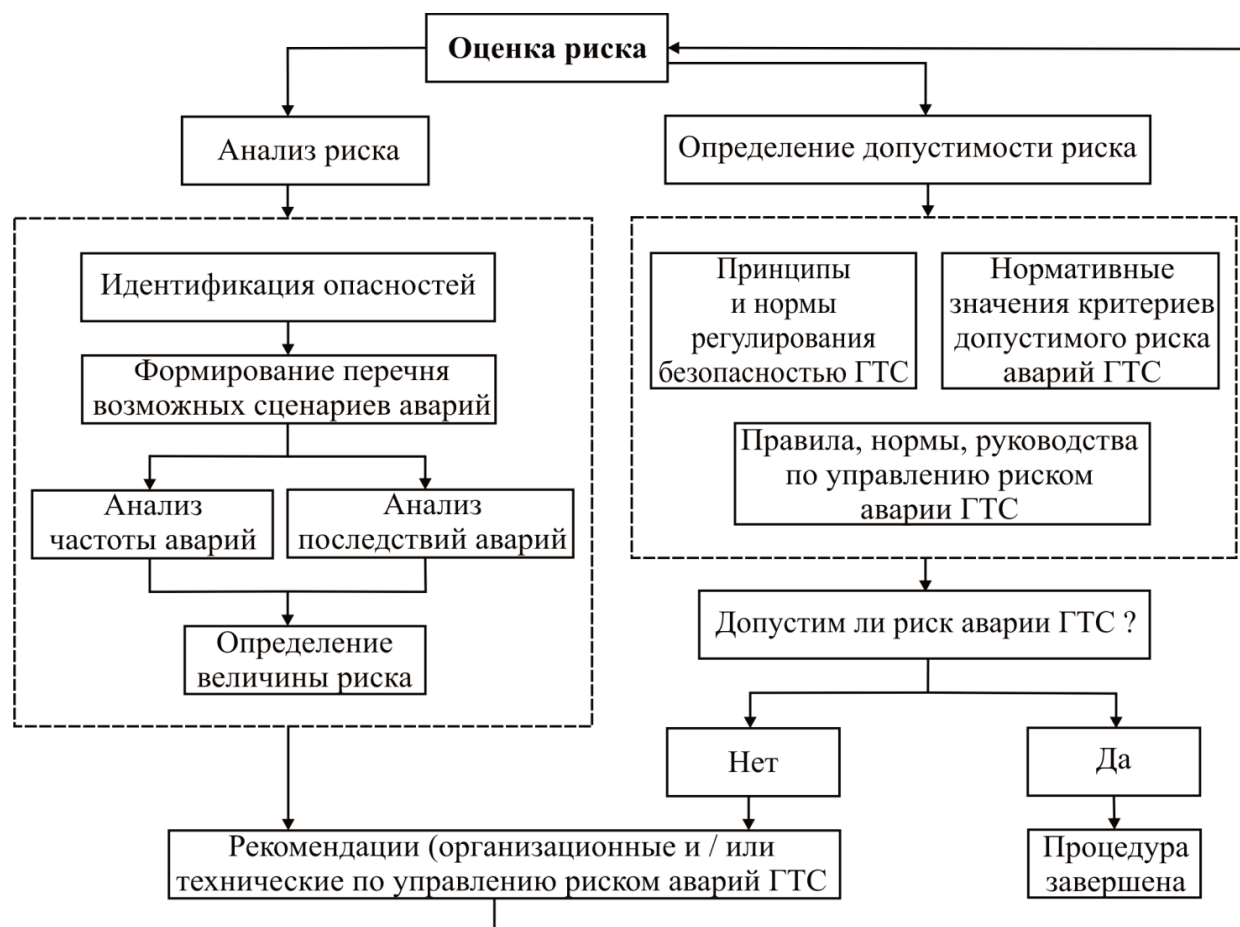 Оценка риска
Анализ риска
Идентификация опасностей
Формирование перечня
возможных сценариев аварий
Анализ
частоты аварий
Анализ
последствий аварий
Определение
величины риска
Определение допустимости риска
Принципы
и нормы
регулирования
безопасностью ГТС
Нормативные
значения критериев
допустимого риска
аварий ГТС
Правила, нормы, руководства
по управлению риском
аварии ГТС
Допустим ли риск аварии ГТС ?
Нет
Да
Рекомендации (организационные и / или
технические по управлению риском аварий ГТС
Процедура
завершена